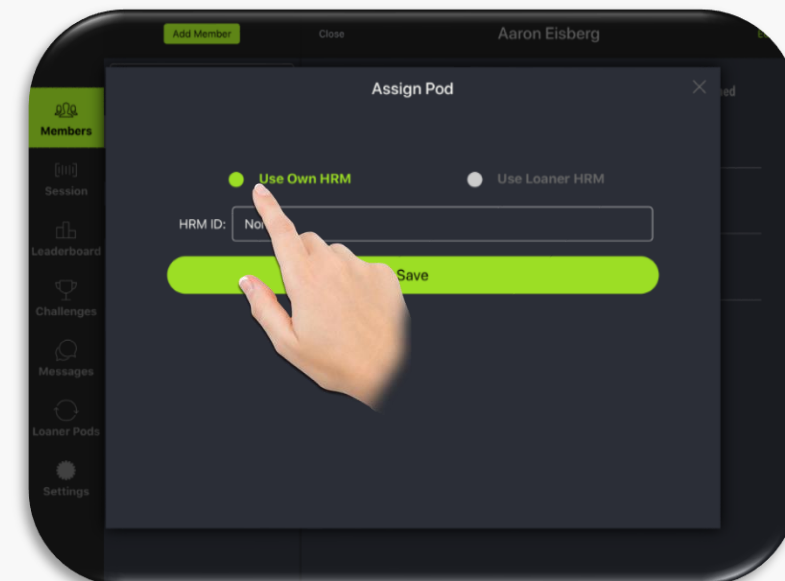 Add Member
Close
Aaron Eisberg
Assign Pod
Members
Use Own HRM
Use Loaner HRM
Session
HRM ID:
Leaderboard
Save
Challenges
Messages
Loaner Pods
Settings